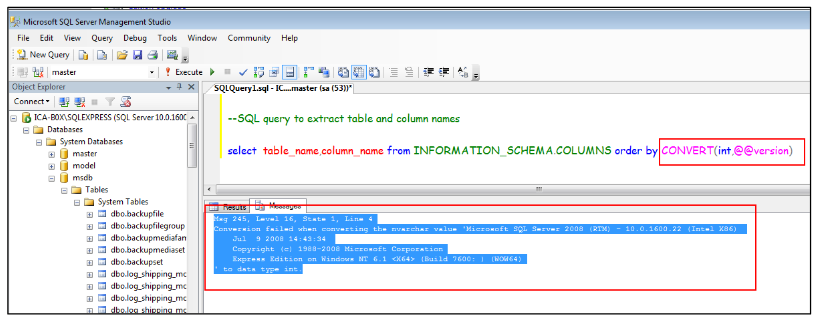 Microsoft SQL Server Management Studio
File Edit View Query Debug Tools Window Community Help
New Query
master
Execute
Object Explorer
Connect
ICA-B0X\SQLEXPRESS (SQL Server 10.0.160C
Databases
System Databases
master
model
msdb
Tables
System Tables
dbo.backupfile
dbo.backupfilegroup
dbo.backupmediafam
dbo.backupmediaset
dbo.backupset
dbo.log_shipping_mc
dbo.log_shipping_mc
dbo.log_shipping_mc
SQLQuery1.sql - IC....master (sa (53))*
--SQL query to extract table and column names
select table_name,column_name from INFORMATION_SCHEMA.COLUMNS order by CONVERT(int,@@version)
Results Messages
Msg 245, Level 16, State 1, Line 4
Conversion failed when converting the nvarchar value 'Microsoft SQL Server 2008 (RTM) - 10.0.1600.22 (Intel X86)
Jul 9 2008 14:43:34
Copyright (c) 1988-2008 Microsoft Corporation
Express Edition on Windows NT 6.1 <X64> (Build 7600: ) (WOW64)
' to data type int.